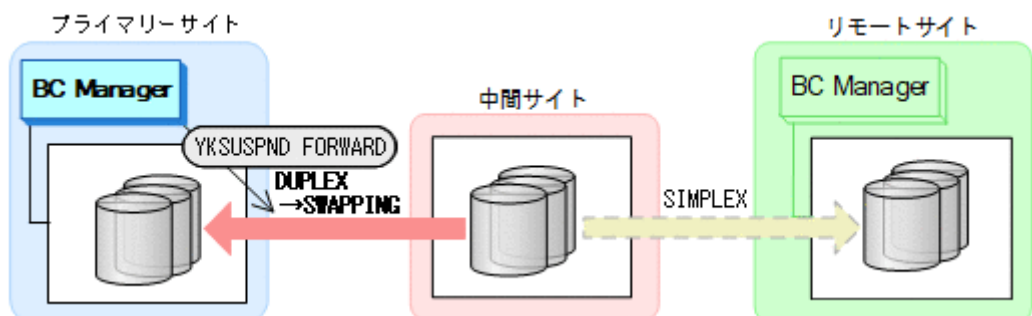 プライマリーサイト
リモートサイト
BC Manager
中間サイト
BC Manager
YKSUSPND FORWARD
DUPLEX
→SWAPPING
SIMPLEX